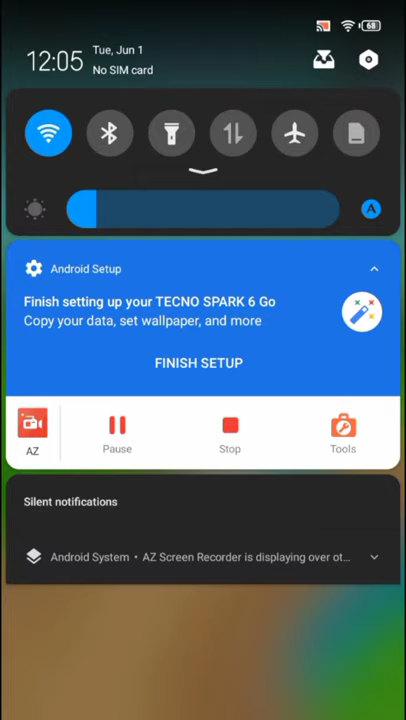 68
12:05
Tue, Jun 1
No SIM card
A
Android Setup
Finish setting up your TECNO SPARK 6 Go
Copy your data, set wallpaper, and more
FINISH SETUP
AZ
Pause
Stop
Tools
Silent notifications
Android System • AZ Screen Recorder is displaying over ot...